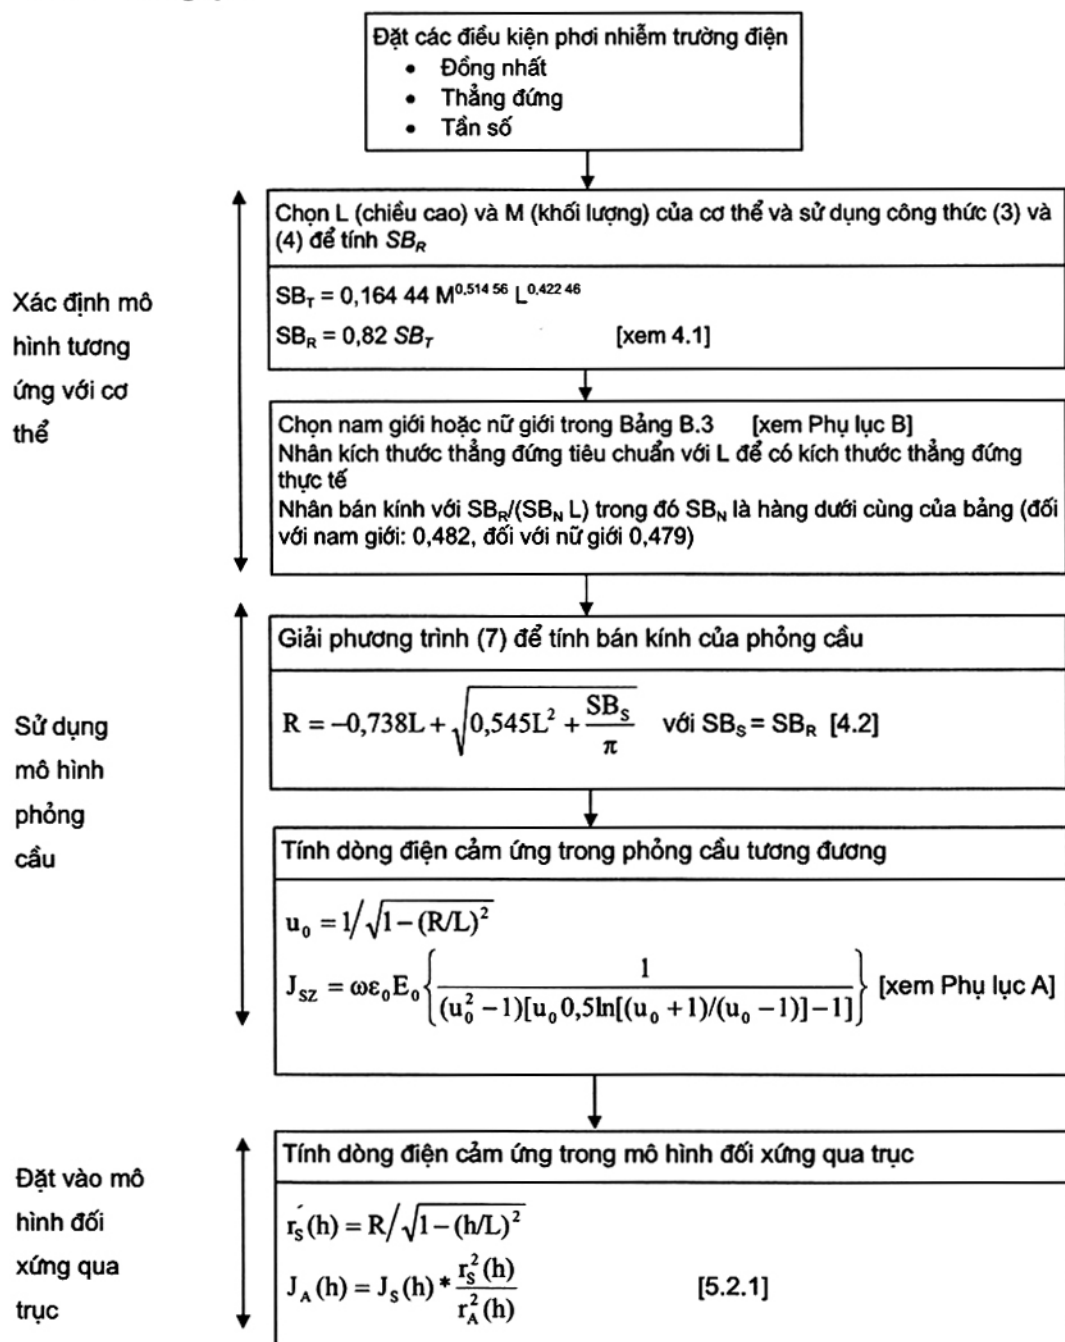 Đặt các điều kiện phơi nhiễm trường điện
• Đồng nhất
• Thẳng đứng
• Tần số
Xác định mô
hình tương
ứng với cơ
thể
Chọn L (chiều cao) và M (khối lượng) của cơ thể và sử dụng công thức (3) và
(4) để tính SB_R
SB_T = 0,164 44 M^{0,514 56} L^{0,422 46}
SB_R = 0,82 SB_T [xem 4.1]
Chọn nam giới hoặc nữ giới trong Bảng B.3 [xem Phụ lục B]
Nhân kích thước thẳng đứng tiêu chuẩn với L để có kích thước thẳng đứng
thực tế
Nhân bán kính với SB_R/(SB_N L) trong đó SB_N là hàng dưới cùng của bảng (đối
với nam giới: 0,482, đối với nữ giới 0,479)
Sử dụng
mô hình
phỏng
cầu
Giải phương trình (7) để tính bán kính của phỏng cầu
R = −0,738L + √(0,545L² + SB_S/π) với SB_S = SB_R [4.2]
Tính dòng điện cảm ứng trong phỏng cầu tương đương
u_0 = 1/√(1−(R/L)²)
J_SZ = ωε_0E_0{1/((u_0²−1)[u_0 0,5ln[(u_0+1)/(u_0−1)]−1])} [xem Phụ lục A]
Đặt vào mô
hình đối
xứng qua
trục
Tính dòng điện cảm ứng trong mô hình đối xứng qua trục
r_S(h) = R/√(1−(h/L)²)
J_A(h) = J_S(h) * r_S²(h)/r_A²(h) [5.2.1]